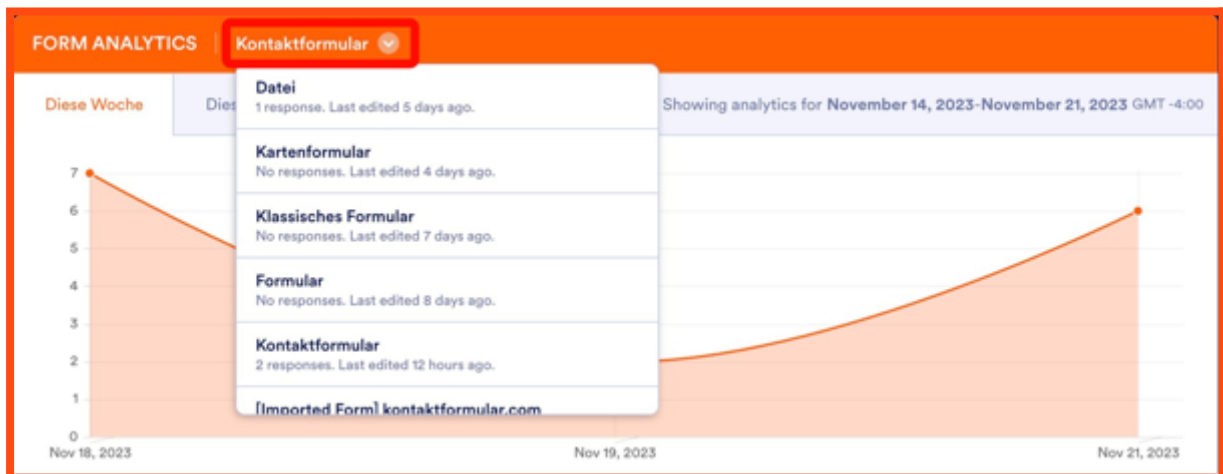 FORM ANALYTICS
Kontaktformular
Diese Woche
Dies
Showing analytics for November 14, 2023-November 21, 2023 GMT -4:00
Datei
1 response. Last edited 5 days ago.
Kartenformular
No responses. Last edited 4 days ago.
Klassisches Formular
No responses. Last edited 7 days ago.
Formular
No responses. Last edited 8 days ago.
Kontaktformular
2 responses. Last edited 12 hours ago.
[Imported Form] kontaktformular.com
7
6
5
4
3
2
1
0
Nov 18, 2023
Nov 19, 2023
Nov 21, 2023